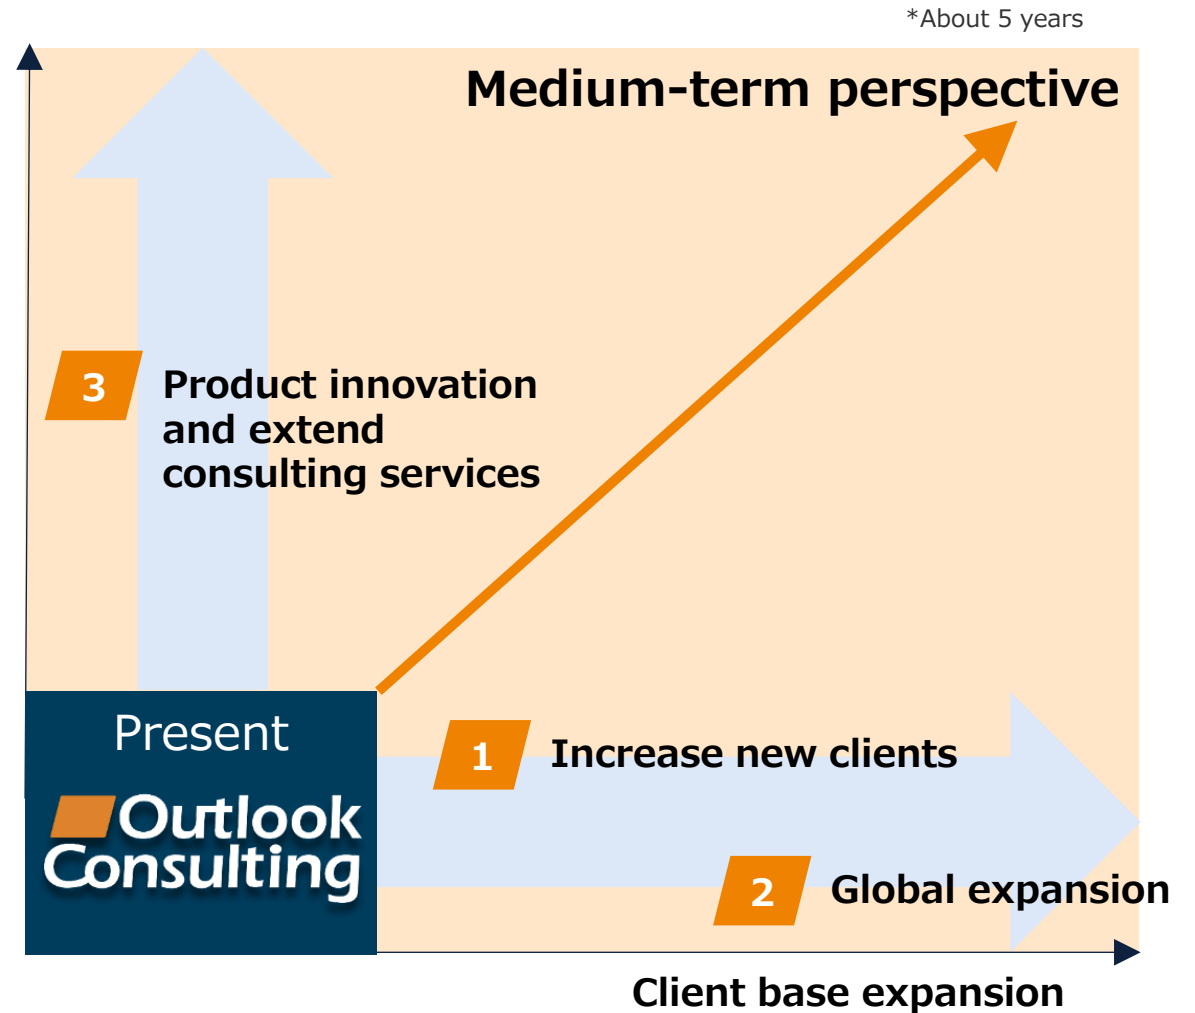 *About 5 years
Medium-term perspective
3
Product innovation
and extend
consulting services
Present
Outlook
Consulting
1
Increase new clients
2
Global expansion
Client base expansion